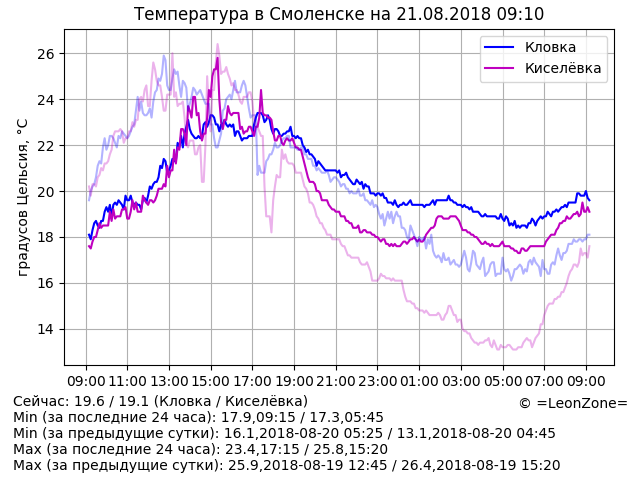 Температура в Смоленске на 21.08.2018 09:10
градусов Цельсия, °C
26
24
22
20
18
16
14
Кловка
Киселёвка
09:00 11:00 13:00 15:00 17:00 19:00 21:00 23:00 01:00 03:00 05:00 07:00 09:00
Сейчас: 19.6 / 19.1 (Кловка / Киселёвка)
© =LeonZone=
Min (за последние 24 часа): 17.9,09:15 / 17.3,05:45
Min (за предыдущие сутки): 16.1,2018-08-20 05:25 / 13.1,2018-08-20 04:45
Max (за последние 24 часа): 23.4,17:15 / 25.8,15:20
Max (за предыдущие сутки): 25.9,2018-08-19 12:45 / 26.4,2018-08-19 15:20